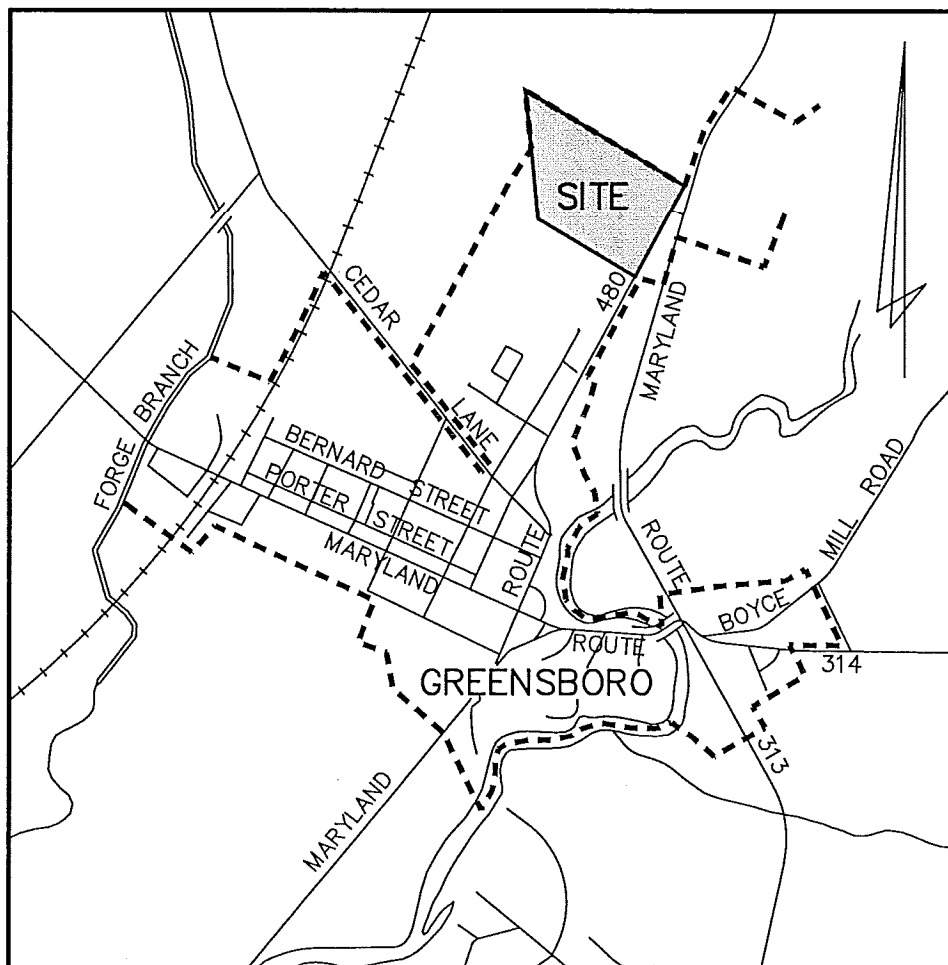 SITE
CEDAR LANE
480
MARYLAND
FORGE BRANCH
BERNARD STREET
PORTER STREET
MARYLAND
ROUTE
ROUTE
BOYCE MILL ROAD
ROUTE
314
GREENSBORO
313
MARYLAND